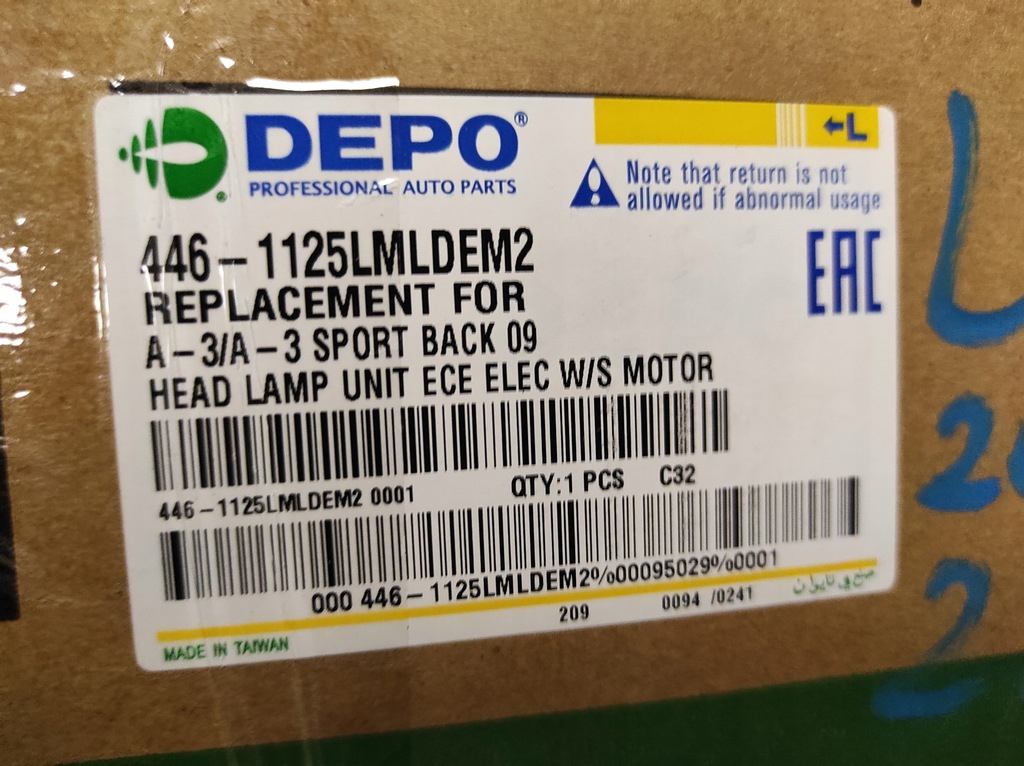 DEPO®
PROFESSIONAL AUTO PARTS
←L
Note that return is not
allowed if abnormal usage
446-1125LMLDEM2
REPLACEMENT FOR
A-3/A-3 SPORT BACK 09
HEAD LAMP UNIT ECE ELEC W/S MOTOR
EAC
446-1125LMLDEM2 0001 QTY:1 PCS C32
000 446-1125LMLDEM2%00095029%0001
209 0094 /0241
MADE IN TAIWAN
L
2
2